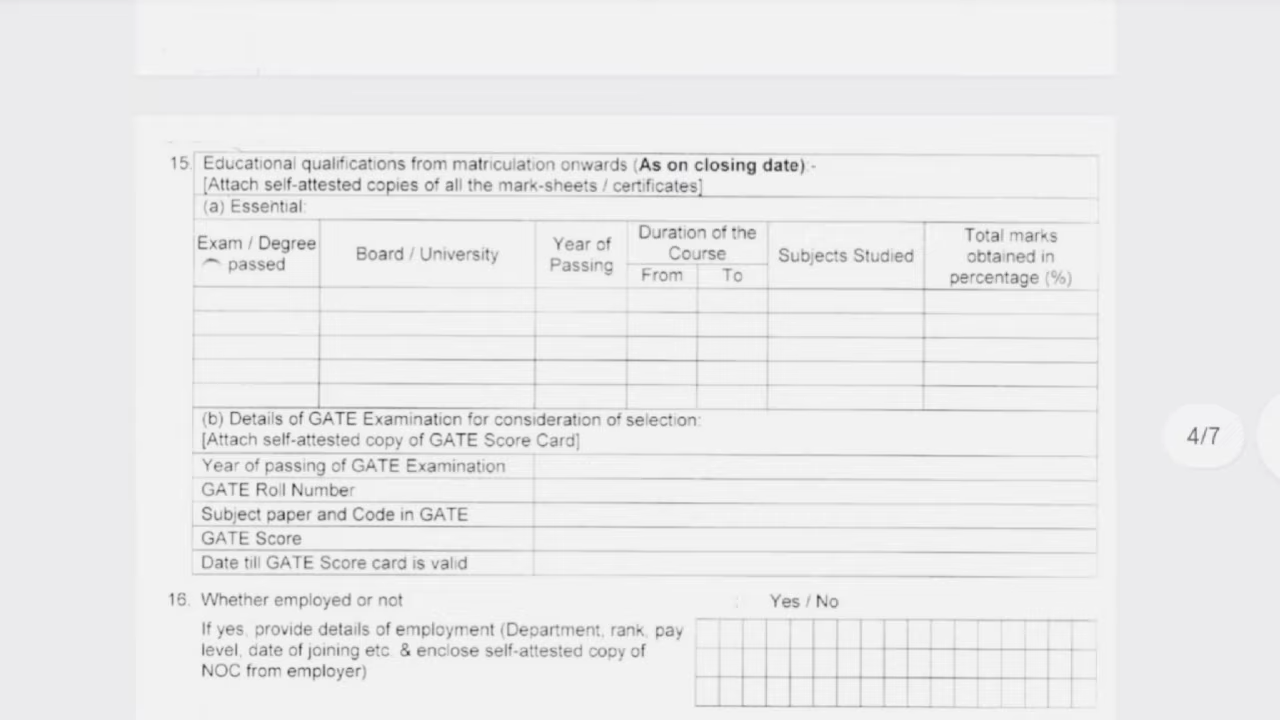 15. Educational qualifications from matriculation onwards (As on closing date):-
[Attach self-attested copies of all the mark-sheets / certificates]
(a) Essential:
Exam / Degree passed
Board / University
Year of Passing
Duration of the Course
From To
Subjects Studied
Total marks obtained in percentage (%)
(b) Details of GATE Examination for consideration of selection:
[Attach self-attested copy of GATE Score Card]
Year of passing of GATE Examination
GATE Roll Number
Subject paper and Code in GATE
GATE Score
Date till GATE Score card is valid
4/7
16. Whether employed or not : Yes / No
If yes, provide details of employment (Department, rank, pay
level, date of joining etc. & enclose self-attested copy of
NOC from employer)